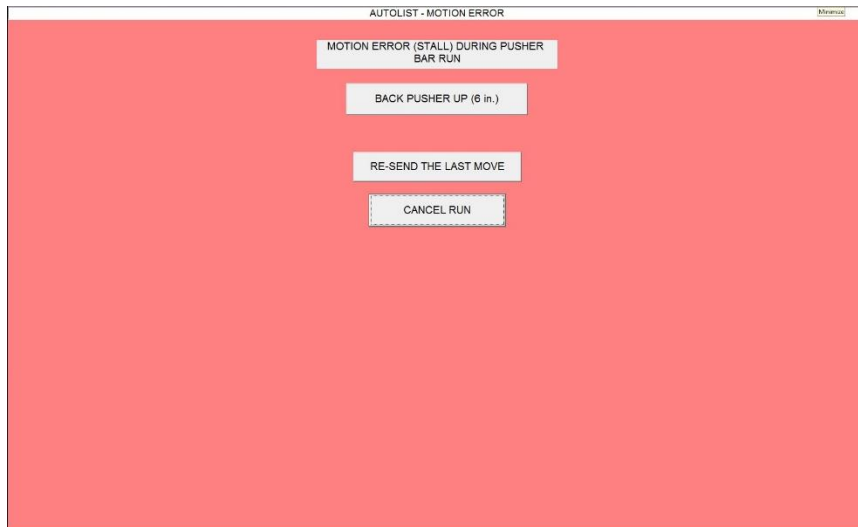 AUTOLIST - MOTION ERROR
Minimize
MOTION ERROR (STALL) DURING PUSHER
BAR RUN
BACK PUSHER UP (6 in.)
RE-SEND THE LAST MOVE
CANCEL RUN